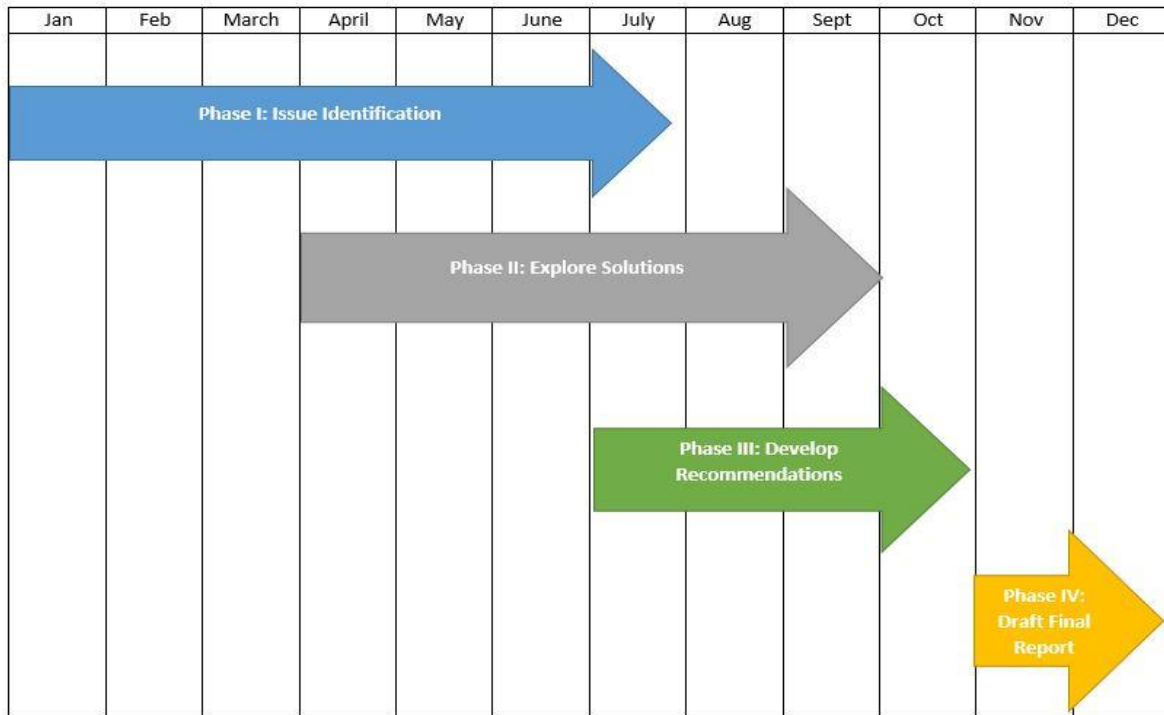 Jan Feb March April May June July Aug Sept Oct Nov Dec
Phase I: Issue Identification
Phase II: Explore Solutions
Phase III: Develop
Recommendations
Phase IV:
Draft Final
Report